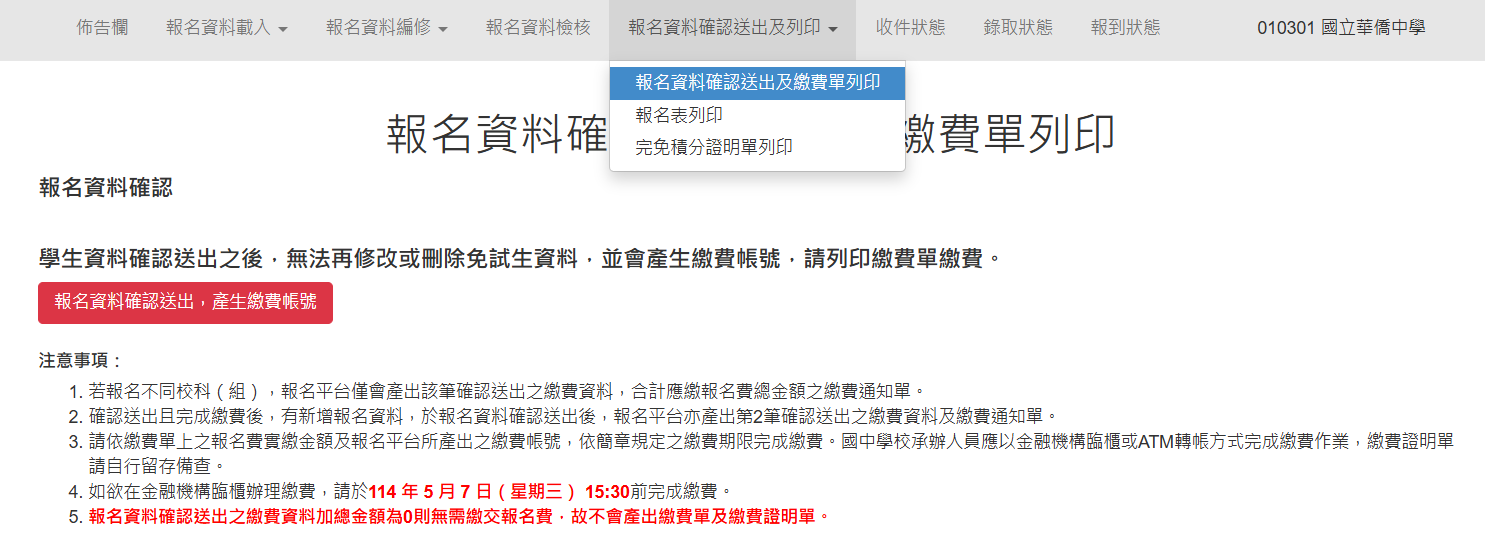 佈告欄 報名資料載入 報名資料編修 報名資料檢核 報名資料確認送出及列印 收件狀態 錄取狀態 報到狀態 010301 國立華僑中學
報名資料確認送出及繳費單列印
報名表列印
完免積分證明單列印
報名資料確 繳費單列印
報名資料確認
學生資料確認送出之後，無法再修改或刪除免試生資料，並會產生繳費帳號，請列印繳費單繳費。
報名資料確認送出，產生繳費帳號
注意事項：
1. 若報名不同校科（組），報名平台僅會產出該筆確認送出之繳費資料，合計應繳報名費總金額之繳費通知單。
2. 確認送出且完成繳費後，有新增報名資料，於報名資料確認送出後，報名平台亦產出第2筆確認送出之繳費資料及繳費通知單。
3. 請依繳費單上之報名費實繳金額及報名平台所產出之繳費帳號，依簡章規定之繳費期限完成繳費。國中學校承辦人員應以金融機構臨櫃或ATM轉帳方式完成繳費作業，繳費證明單
請自行留存備查。
4. 如欲在金融機構臨櫃辦理繳費，請於114 年 5 月 7 日（星期三） 15:30前完成繳費。
5. 報名資料確認送出之繳費資料加總金額為0則無需繳交報名費，故不會產出繳費單及繳費證明單。